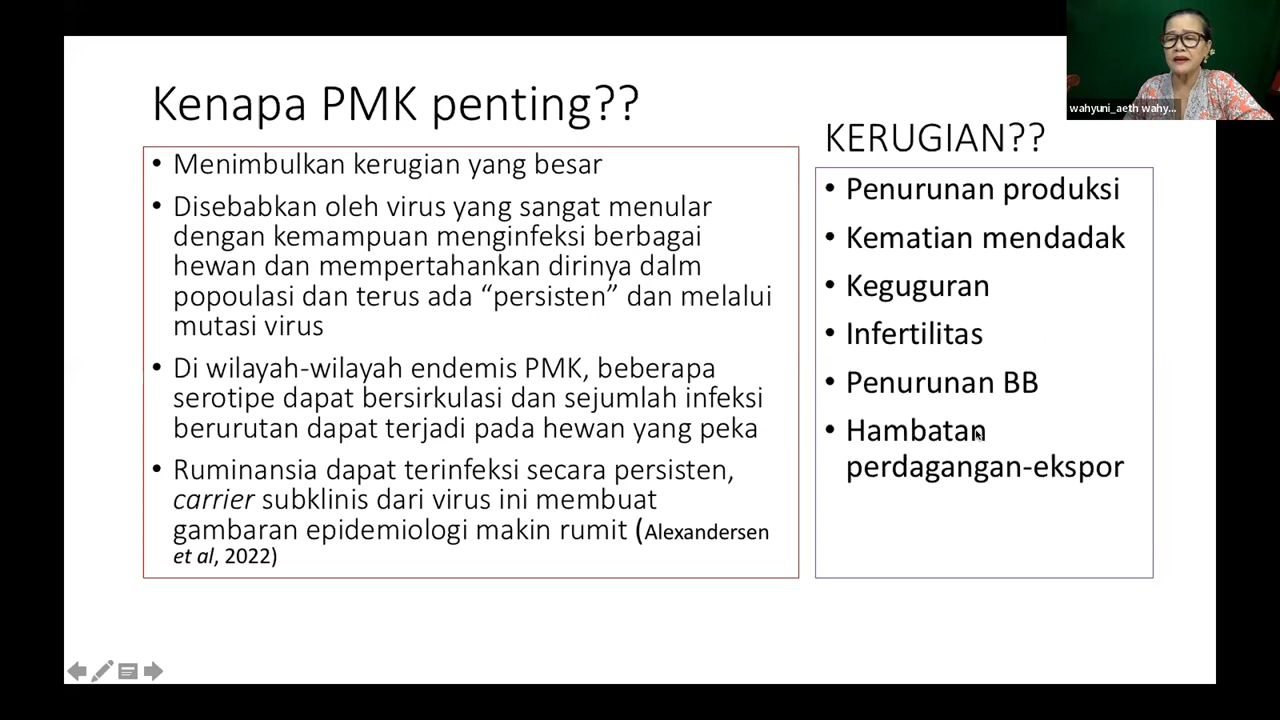 wahyuni_aeth wahy...
Kenapa PMK penting??
• Menimbulkan kerugian yang besar
• Disebabkan oleh virus yang sangat menular
dengan kemampuan menginfeksi berbagai
hewan dan mempertahankan dirinya dalm
popoulasi dan terus ada “persisten” dan melalui
mutasi virus
• Di wilayah-wilayah endemis PMK, beberapa
serotipe dapat bersirkulasi dan sejumlah infeksi
berurutan dapat terjadi pada hewan yang peka
• Ruminansia dapat terinfeksi secara persisten,
carrier subklinis dari virus ini membuat
gambaran epidemiologi makin rumit (Alexandersen
et al, 2022)
KERUGIAN??
• Penurunan produksi
• Kematian mendadak
• Keguguran
• Infertilitas
• Penurunan BB
• Hambatan
perdagangan-ekspor